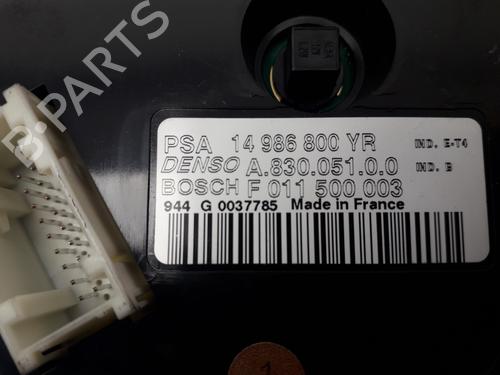 B-PARTS
PSA 14 986 800 YR IND. E-T4
DENSO A.830.051.0.0 IND. B
BOSCH F 011 500 003
944 G 0037785 Made in France
1